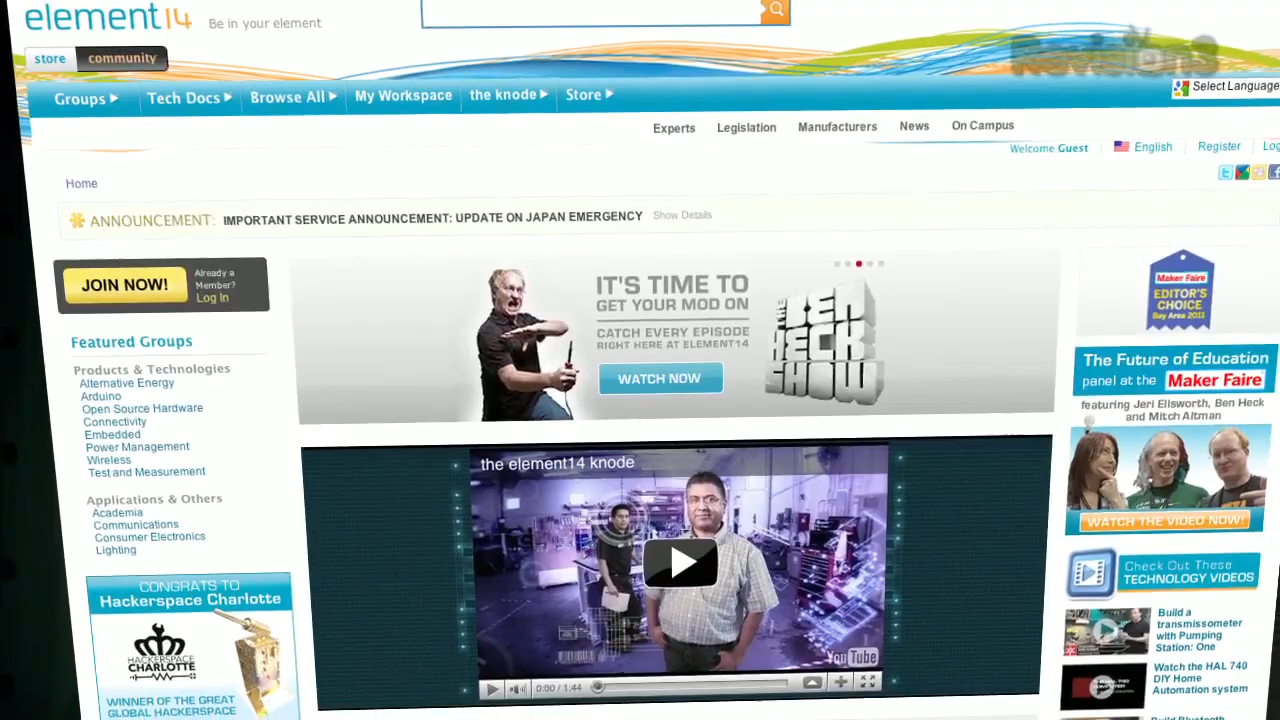 element14 Be in your element
Revision3
store community
Groups Tech Docs Browse All My Workspace the knode Store
Select Language
Experts Legislation Manufacturers News On Campus
Welcome Guest English Register Log
Home
ANNOUNCEMENT: IMPORTANT SERVICE ANNOUNCEMENT: UPDATE ON JAPAN EMERGENCY Show Details
JOIN NOW!
Already a
Member?
Log In
Featured Groups
Products & Technologies
Alternative Energy
Arduino
Open Source Hardware
Connectivity
Embedded
Power Management
Wireless
Test and Measurement
Applications & Others
Academia
Communications
Consumer Electronics
Lighting
CONGRATS TO
Hackerspace Charlotte
HACKERSPACE
CHARLOTTE
WINNER OF THE GREAT
GLOBAL HACKERSPACE
IT'S TIME TO
GET YOUR MOD ON
CATCH EVERY EPISODE
RIGHT HERE AT ELEMENT14
WATCH NOW
THE BEN
HECK
SHOW
the element14 knode
YouTube
0:00 / 1:44
Maker Faire
EDITOR'S
CHOICE
Bay Area 2011
The Future of Education
panel at the Maker Faire
featuring Jeri Ellsworth, Ben Heck
and Mitch Altman
WATCH THE VIDEO NOW!
Check Out These
TECHNOLOGY VIDEOS
Build a
transmissometer
with Pumping
Station: One
Watch the HAL 740
DIY Home
Automation system
Build Bluetooth